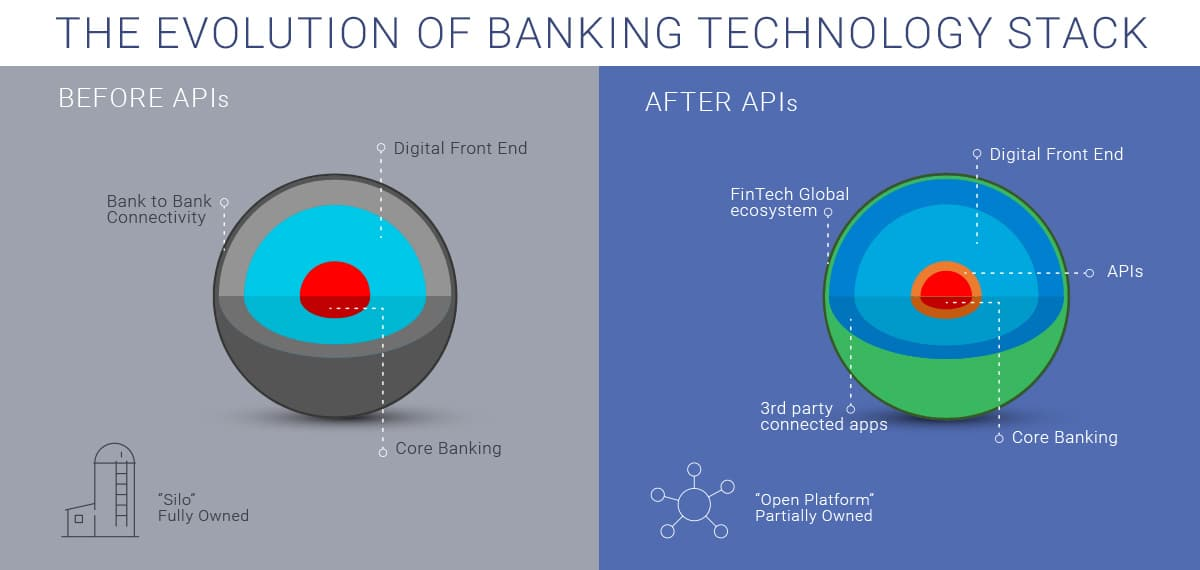 THE EVOLUTION OF BANKING TECHNOLOGY STACK
BEFORE APIs
Digital Front End
Bank to Bank
Connectivity
Core Banking
“Silo”
Fully Owned
AFTER APIs
Digital Front End
FinTech Global
ecosystem
APIs
3rd party
connected apps
Core Banking
“Open Platform”
Partially Owned